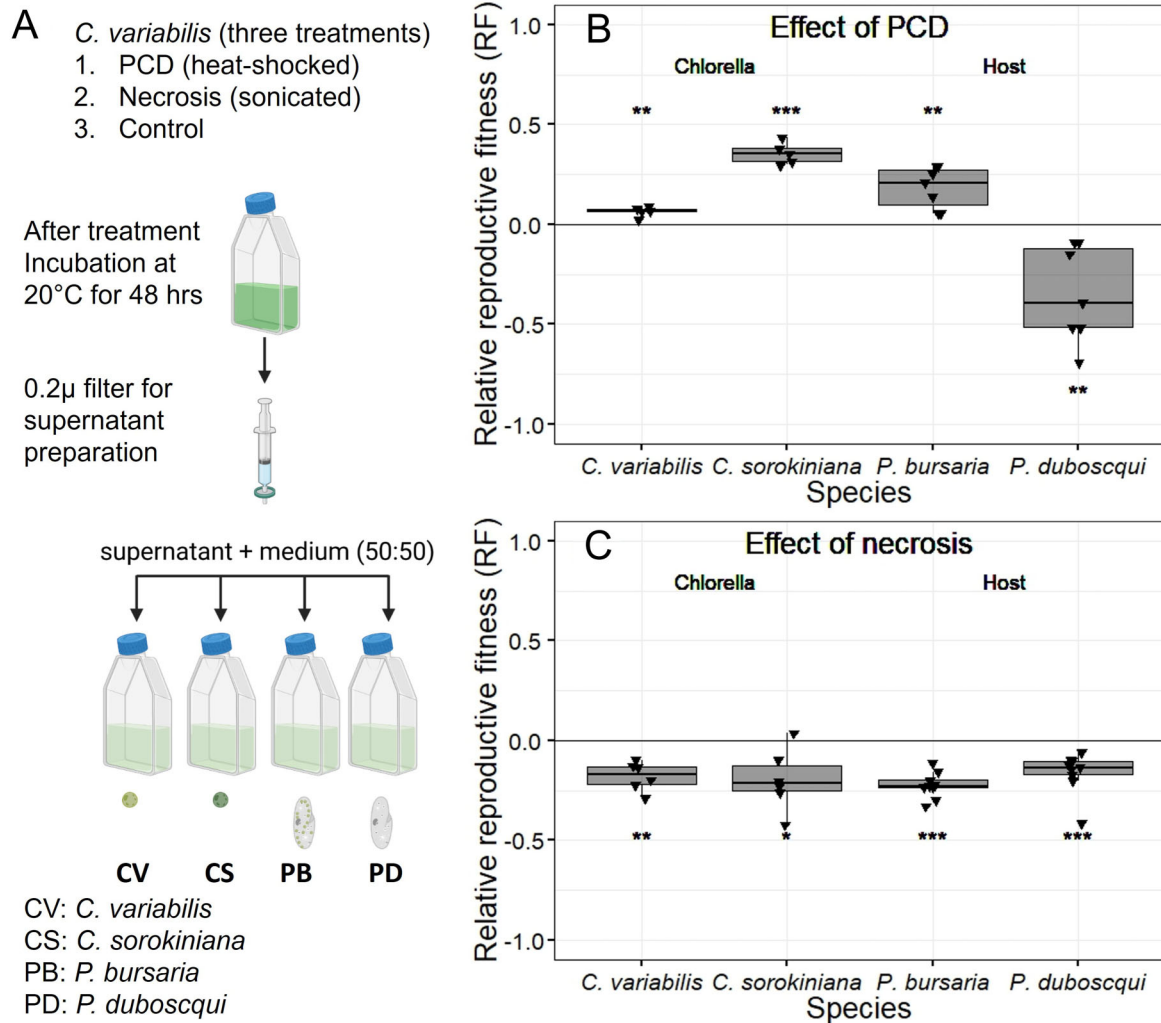 A
C. variabilis (three treatments)
1. PCD (heat-shocked)
2. Necrosis (sonicated)
3. Control
After treatment
Incubation at
20°C for 48 hrs
0.2μ filter for
supernatant
preparation
supernatant + medium (50:50)
CV CS PB PD
CV: C. variabilis
CS: C. sorokiniana
PB: P. bursaria
PD: P. duboscqui
B
Effect of PCD
Chlorella Host
** *** **
**
1.0
0.5
0.0
-0.5
-1.0
Relative reproductive fitness (RF)
C. variabilis C. sorokiniana P. bursaria P. duboscqui
Species
C
Effect of necrosis
Chlorella Host
** * *** ***
1.0
0.5
0.0
-0.5
-1.0
Relative reproductive fitness (RF)
C. variabilis C. sorokiniana P. bursaria P. duboscqui
Species